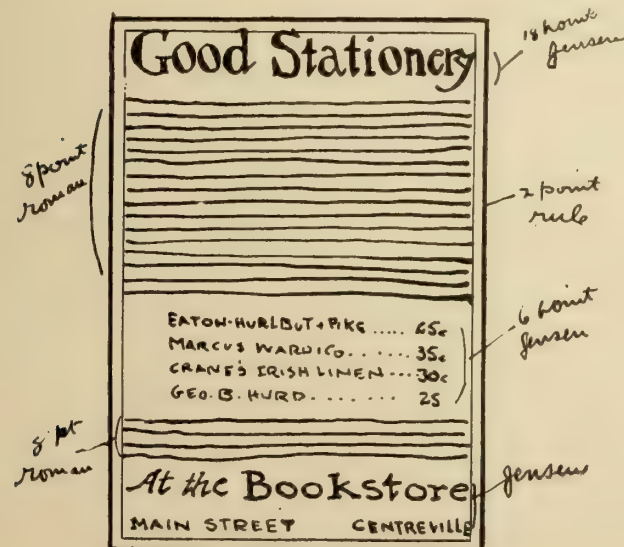 Good Stationery
18 point
Jensen
8 point
roman
2 point
rule
EATON-HURLBUT + PIKE ..... 65c
MARCUS WARD & CO. ...... 35c
CRANE'S IRISH LINEN ... 30c
GEO. B. HURD ....... 25
6 point
Jensen
8 pt
roman
At the Bookstore
Jensen
MAIN STREET CENTREVILLE